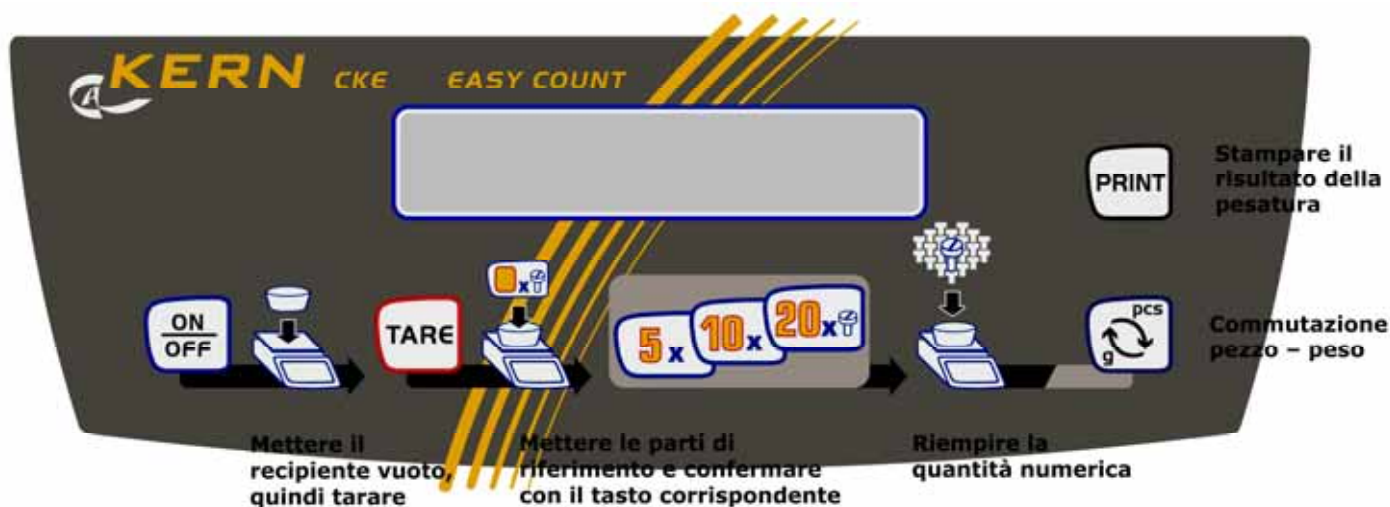 KERN CKE EASY COUNT
PRINT
Stampare il
risultato della
pesatura
ON
OFF
TARE
0x
5x
10x
20x
pcs
g
Commutazione
pezzo – peso
Mettere il
recipiente vuoto,
quindi tarare
Mettere le parti di
riferimento e confermare
con il tasto corrispondente
Riempire la
quantità numerica